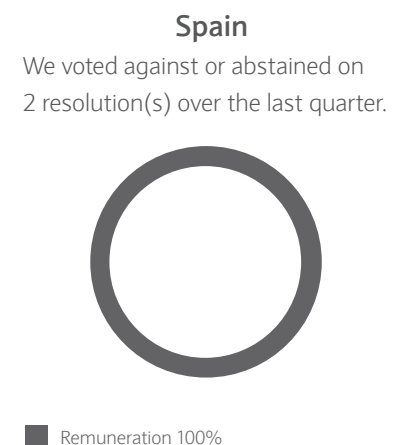 Spain
We voted against or abstained on
2 resolution(s) over the last quarter.
Remuneration 100%